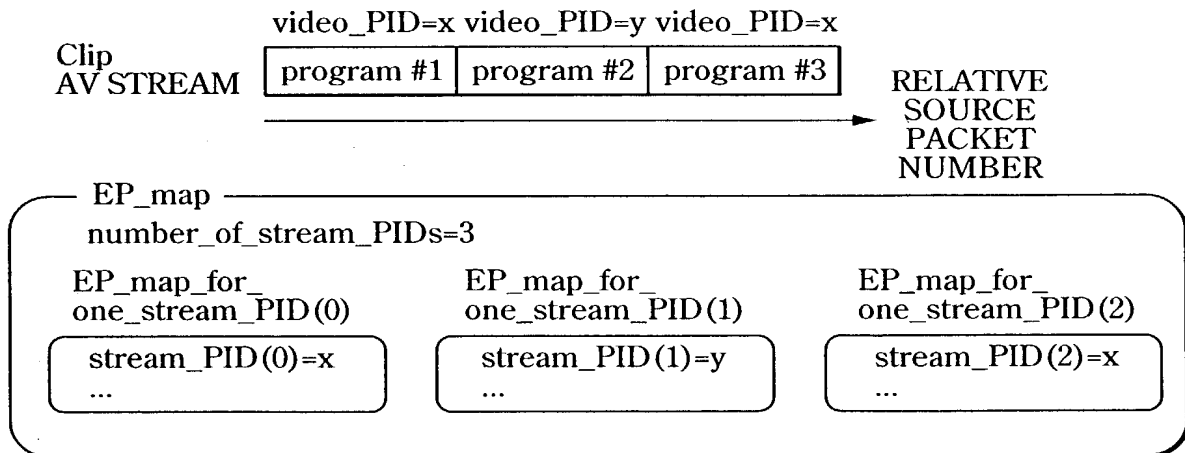 video_PID=x video_PID=y video_PID=x
Clip
AV STREAM
program #1 program #2 program #3
RELATIVE
SOURCE
PACKET
NUMBER
EP_map
number_of_stream_PIDs=3
EP_map_for_
one_stream_PID(0)
stream_PID(0)=x
...
EP_map_for_
one_stream_PID(1)
stream_PID(1)=y
...
EP_map_for_
one_stream_PID(2)
stream_PID(2)=x
...